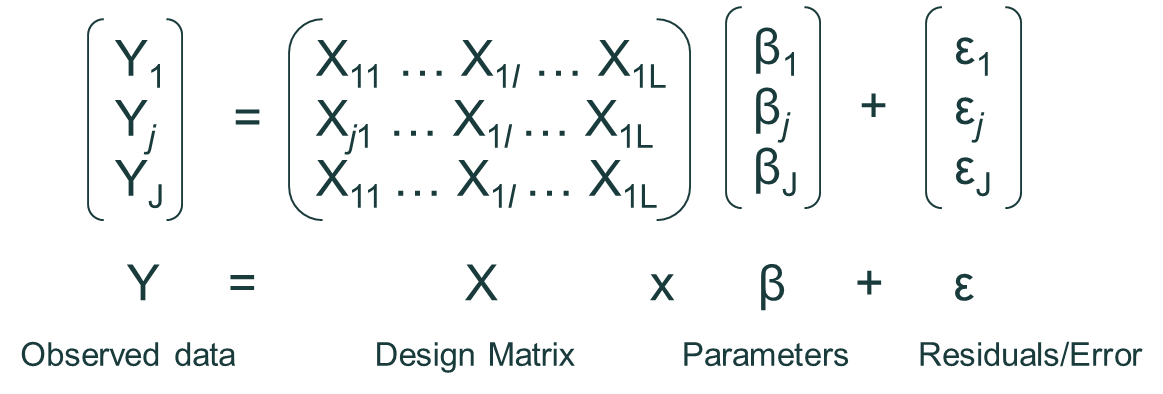 Y₁ = X₁₁ … X₁ₗ … X₁L β₁ + ε₁
Yⱼ Xⱼ₁ … X₁ₗ … X₁L βⱼ εⱼ
YJ X₁₁ … X₁ₗ … X₁L βJ εJ
Y = X x β + ε
Observed data Design Matrix Parameters Residuals/Error